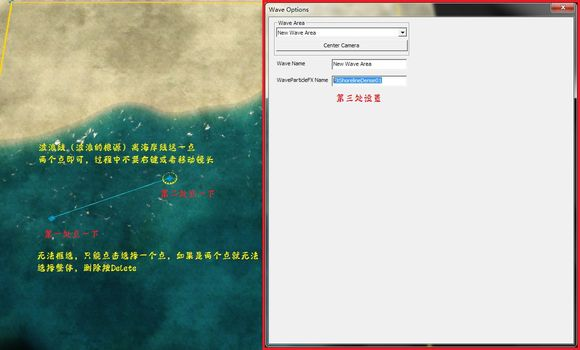 波浪线（波浪的根源）离海岸线远一点
两个点即可，过程中不要右键或者移动镜头
第二处点一下
第一处点一下
无法框选，只能点击选择一个点，如果是两个点就无法
选择整体，删除按Delete
Wave Options
Wave Area
New Wave Area
Center Camera
Wave Name
New Wave Area
WaveParticleFX Name
FXShorelineDense01
第三处设置